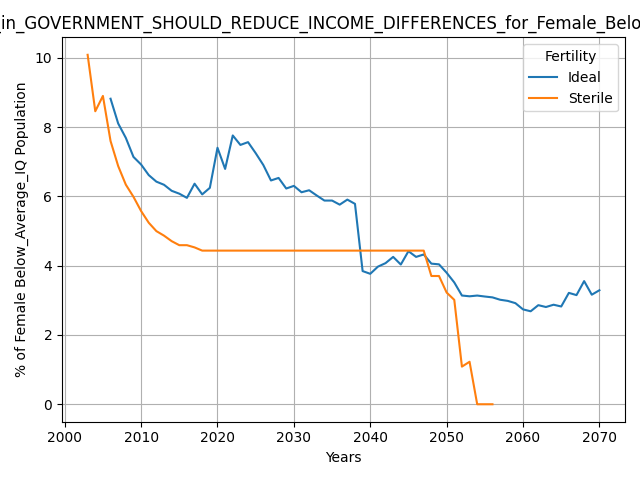 _in_GOVERNMENT_SHOULD_REDUCE_INCOME_DIFFERENCES_for_Female_Belo
Fertility
Ideal
Sterile
% of Female Below_Average_IQ Population
10
8
6
4
2
0
2000 2010 2020 2030 2040 2050 2060 2070
Years